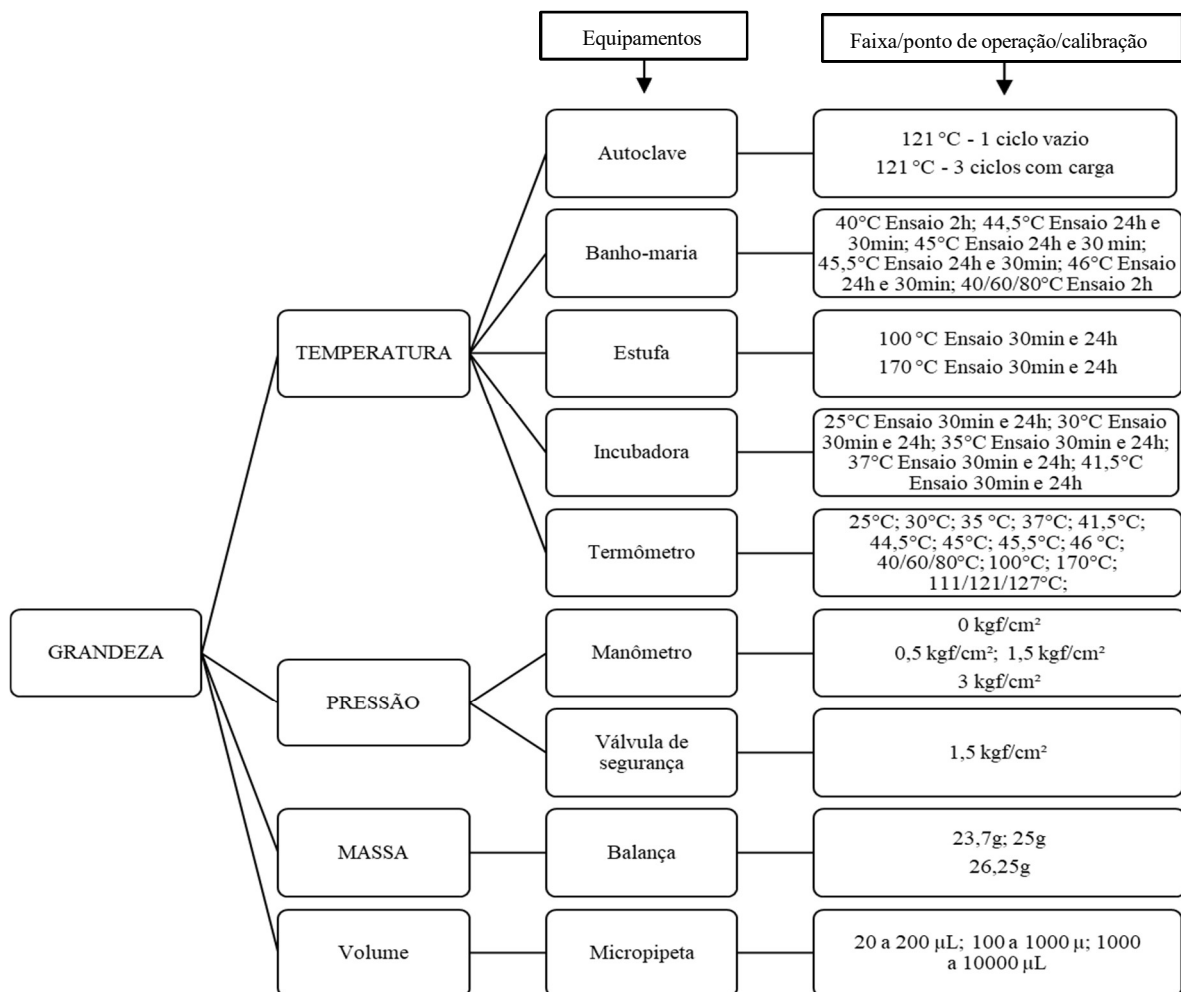 Equipamentos
Faixa/ponto de operação/calibração
Autoclave
121 °C - 1 ciclo vazio
121 °C - 3 ciclos com carga
Banho-maria
40°C Ensaio 2h; 44,5°C Ensaio 24h e
30min; 45°C Ensaio 24h e 30 min;
45,5°C Ensaio 24h e 30min; 46°C Ensaio
24h e 30min; 40/60/80°C Ensaio 2h
TEMPERATURA
Estufa
100 °C Ensaio 30min e 24h
170 °C Ensaio 30min e 24h
Incubadora
25°C Ensaio 30min e 24h; 30°C Ensaio
30min e 24h; 35°C Ensaio 30min e 24h;
37°C Ensaio 30min e 24h; 41,5°C
Ensaio 30min e 24h
Termômetro
25°C; 30°C; 35 °C; 37°C; 41,5°C;
44,5°C; 45°C; 45,5°C; 46 °C;
40/60/80°C; 100°C; 170°C;
111/121/127°C;
GRANDEZA
PRESSÃO
Manômetro
0 kgf/cm²
0,5 kgf/cm²; 1,5 kgf/cm²
3 kgf/cm²
Válvula de
segurança
1,5 kgf/cm²
MASSA
Balança
23,7g; 25g
26,25g
Volume
Micropipeta
20 a 200 µL; 100 a 1000 µ; 1000
a 10000 µL